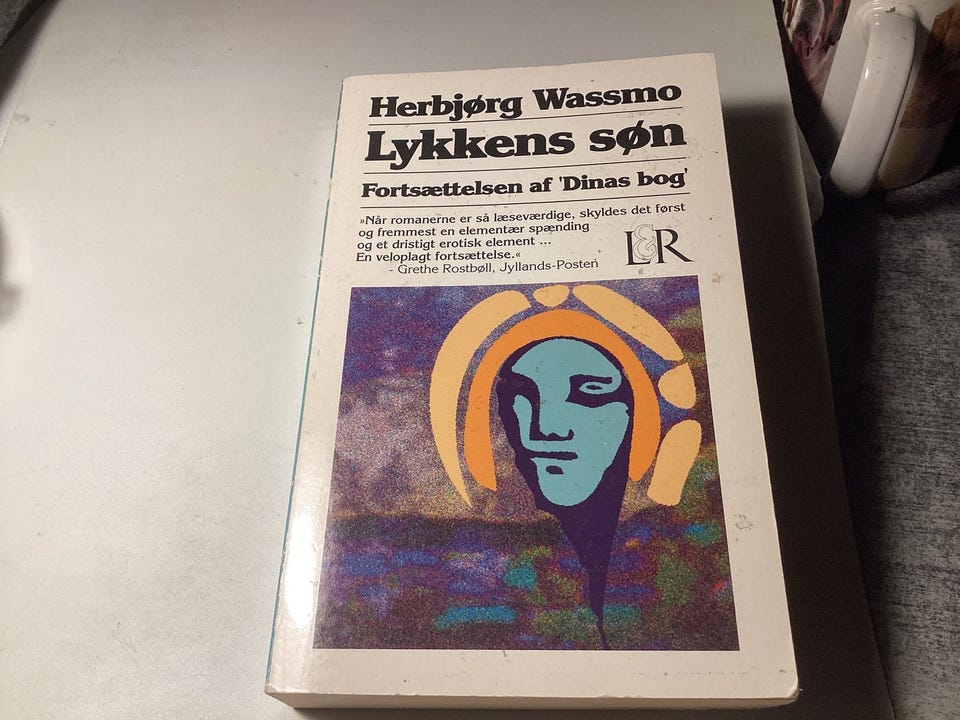 Herbjørg Wassmo
Lykkens søn
Fortsættelsen af 'Dinas bog'
»Når romanerne er så læseværdige, skyldes det først
og fremmest en elementær spænding
og et dristigt erotisk element ...
En veloplagt fortsættelse.«
- Grethe Rostbøll, Jyllands-Posten
L&R